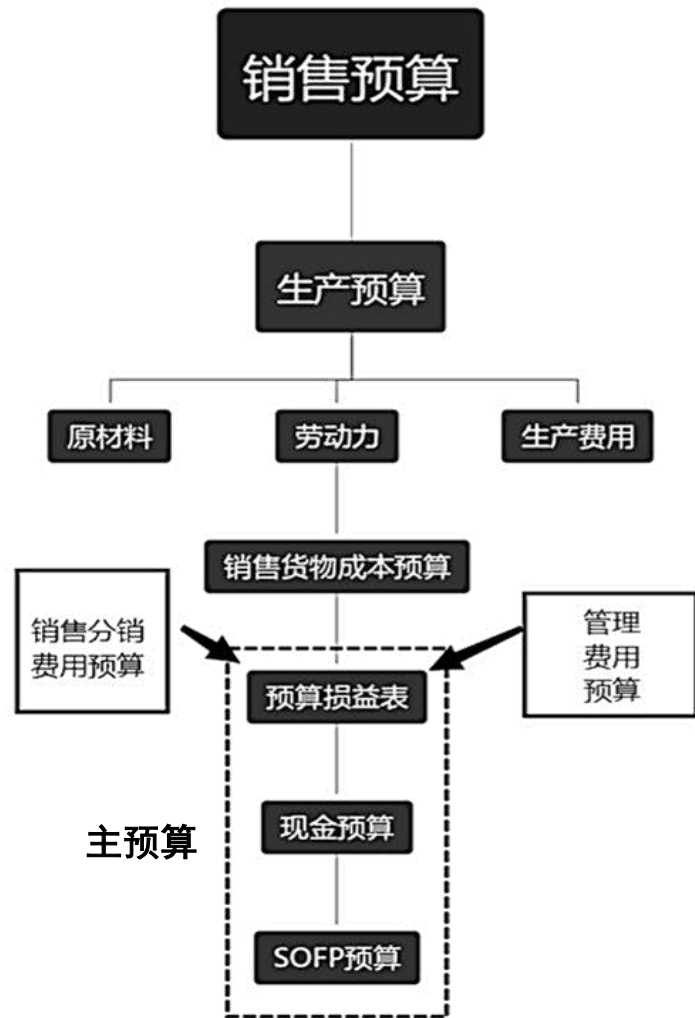 销售预算
生产预算
原材料
劳动力
生产费用
销售货物成本预算
销售分销
费用预算
管理
费用
预算
预算损益表
主预算
现金预算
SOFP预算